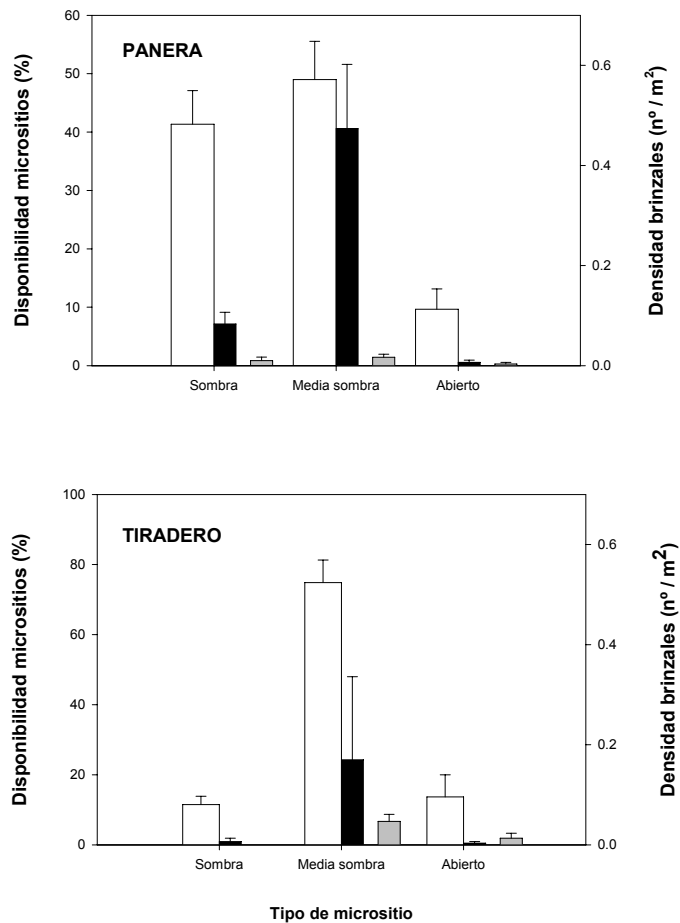 PANERA
Disponibilidad micrositios (%)
60
50
40
30
20
10
0
Densidad brinzales (nº / m²)
0.6
0.4
0.2
0.0
Sombra Media sombra Abierto
TIRADERO
Disponibilidad micrositios (%)
100
80
60
40
20
0
Densidad brinzales (nº / m²)
0.6
0.4
0.2
0.0
Sombra Media sombra Abierto
Tipo de micrositio